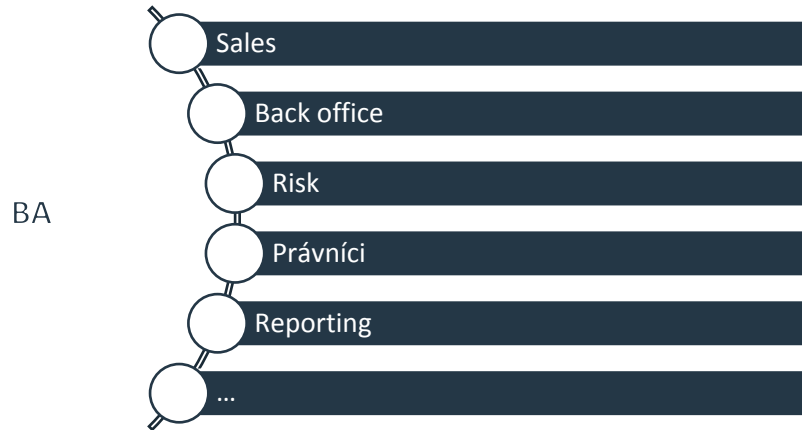 BA
Sales
Back office
Risk
Právníci
Reporting
...